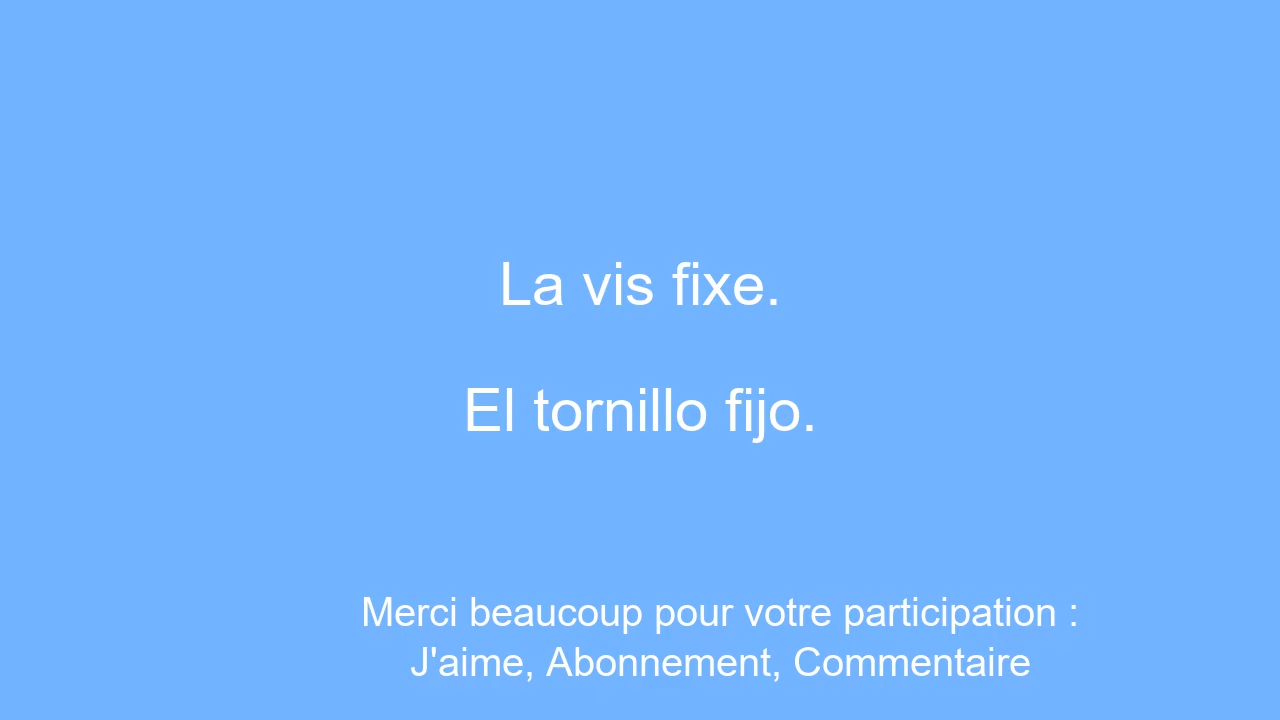 La vis fixe.
El tornillo fijo.
Merci beaucoup pour votre participation :
J'aime, Abonnement, Commentaire